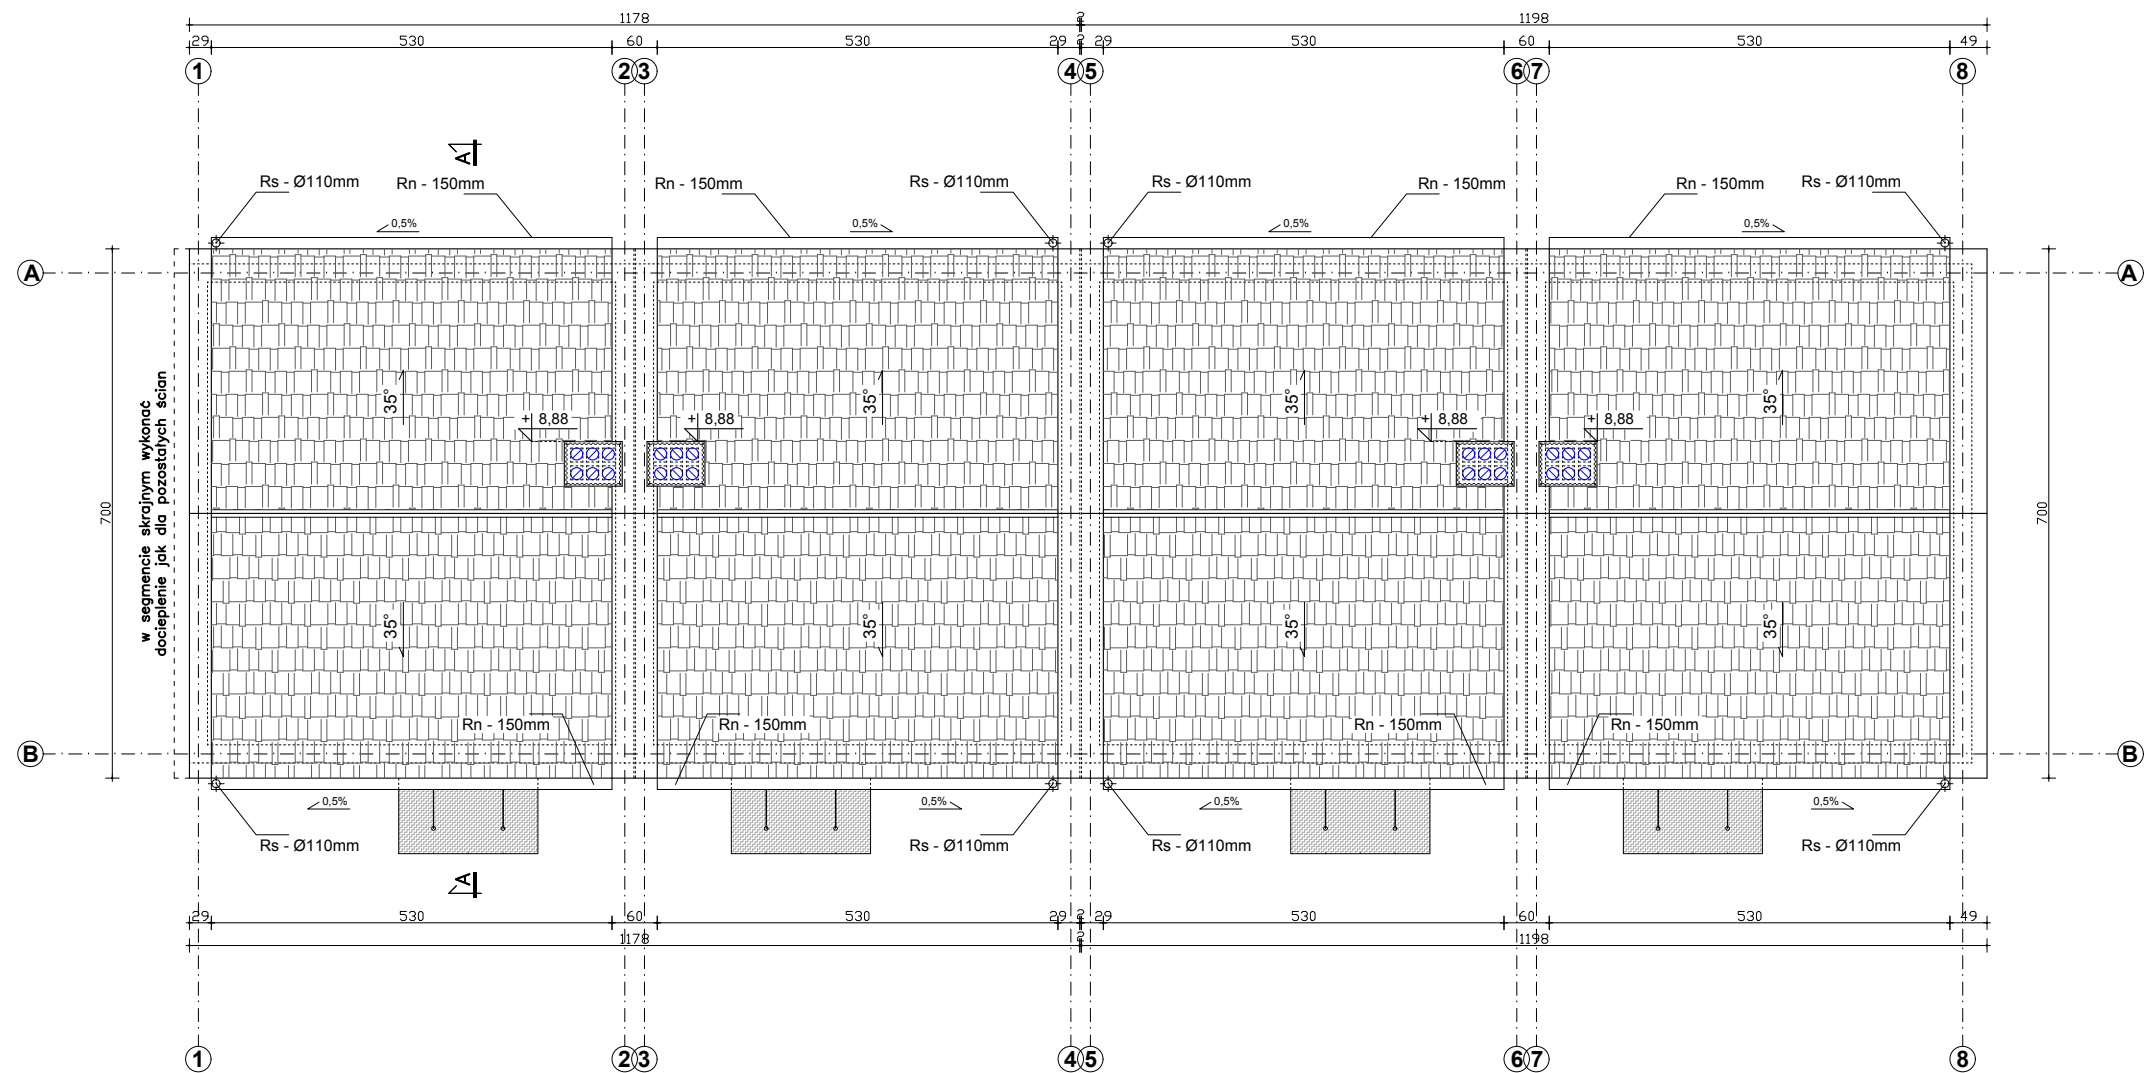 1178 2 1198
29 530 60 530 29 2 29 530 60 530 49
1 2 3 4 5 6 7 8
A
Rs - Ø110mm Rn - 150mm Rn - 150mm Rs - Ø110mm Rs - Ø110mm Rn - 150mm Rn - 150mm Rs - Ø110mm
0,5% 0,5% 0,5% 0,5%
A A
35° 35° 35° 35°
+ 8,88 + 8,88 + 8,88 + 8,88
w segmencie skrajnym wykonać
docieplenie jak dla pozostałych ścian
700 700
35° 35° 35° 35°
Rn - 150mm Rn - 150mm Rn - 150mm Rn - 150mm
B B
0,5% 0,5% 0,5% 0,5%
Rs - Ø110mm Rs - Ø110mm Rs - Ø110mm Rs - Ø110mm
A
29 530 60 530 29 2 29 530 60 530 49
1178 1198
1 2 3 4 5 6 7 8